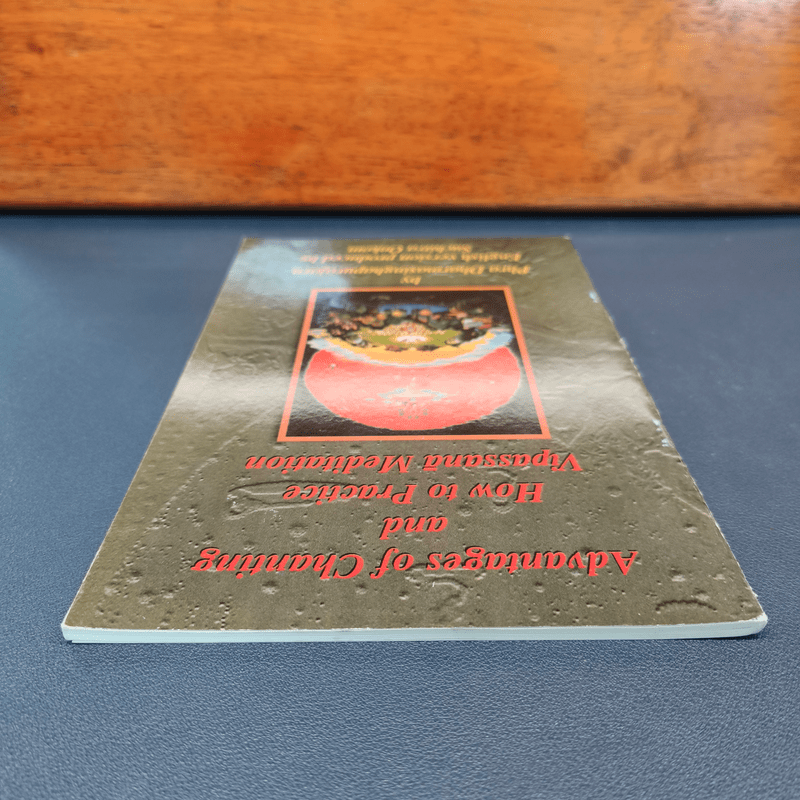 Advantages of Chanting
and
How to Practice
Vipassanā Meditation
by
English version produced by